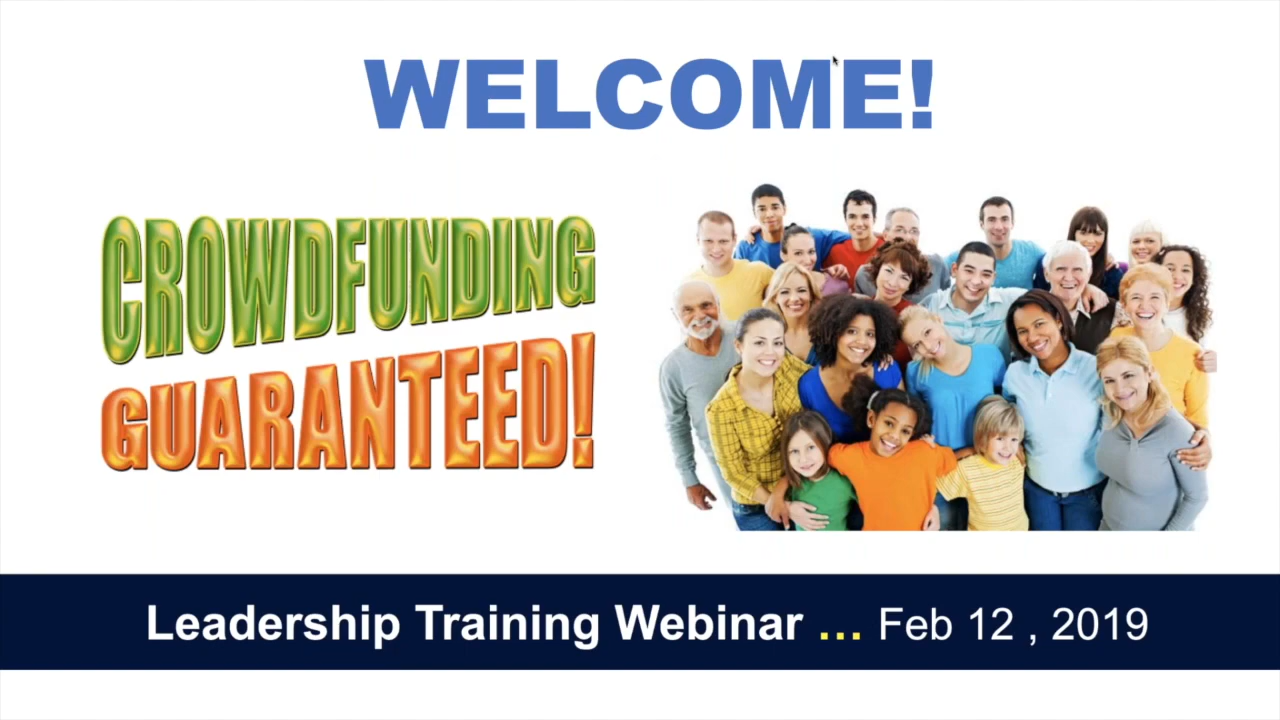 WELCOME!
CROWDFUNDING
GUARANTEED!
Leadership Training Webinar ... Feb 12 , 2019